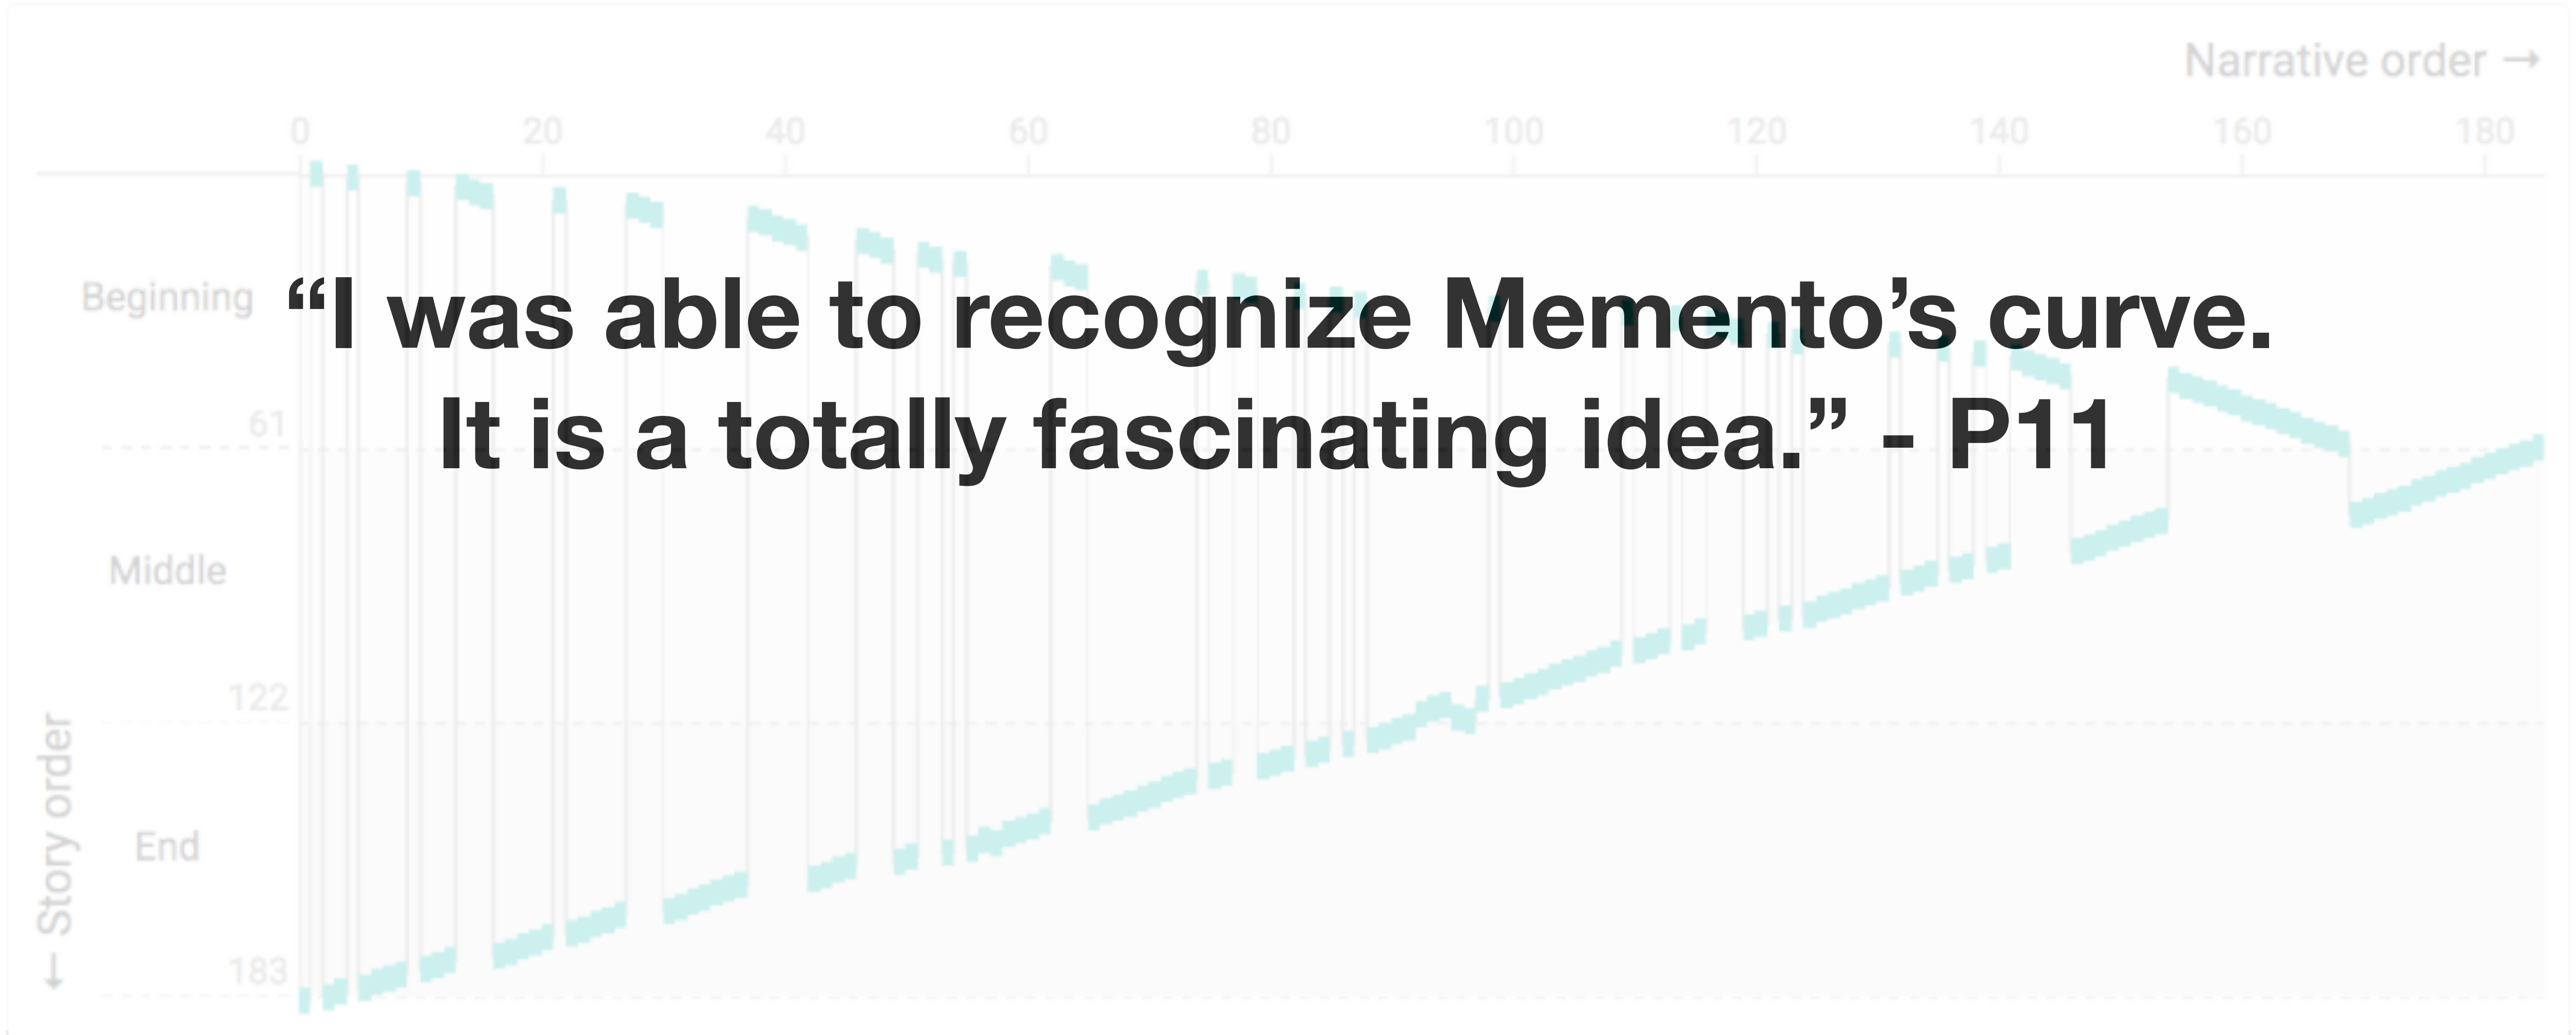 Narrative order →
0 20 40 60 80 100 120 140 160 180
Beginning
“I was able to recognize Memento’s curve.
It is a totally fascinating idea.” - P11
61
Middle
122
End
183
← Story order